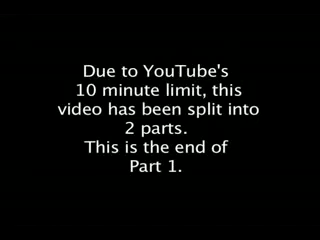 Due to YouTube's
10 minute limit, this
video has been split into
2 parts.
This is the end of
Part 1.